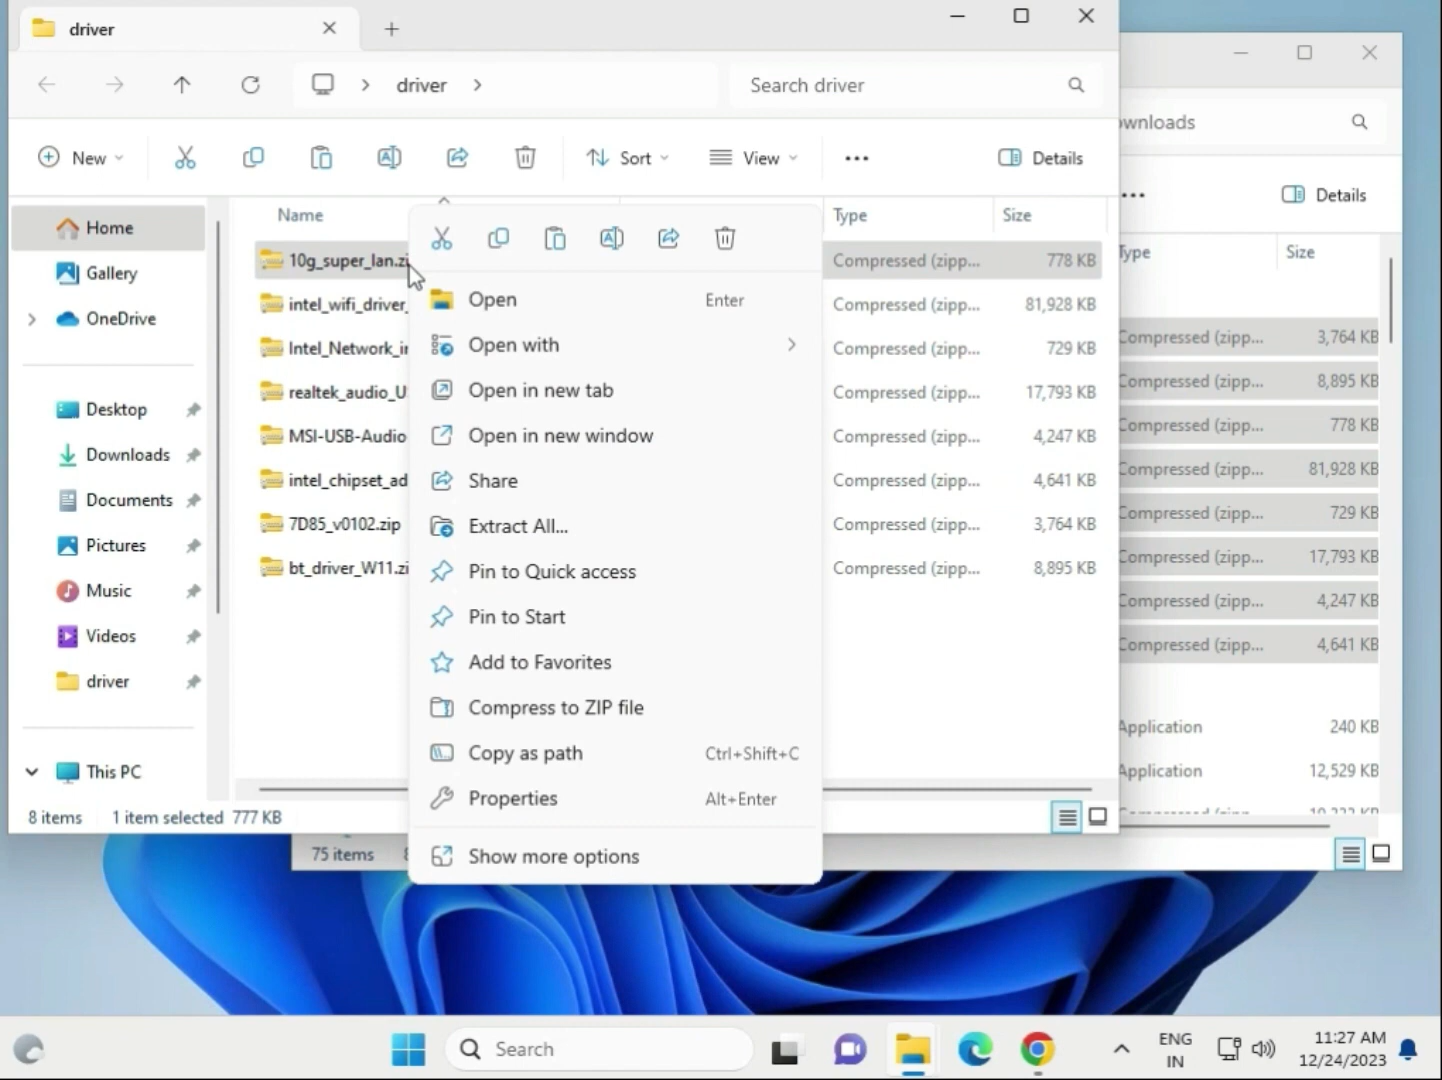 driver
driver
Search driver
New
Sort
View
Details
Home
Gallery
OneDrive
Desktop
Downloads
Documents
Pictures
Music
Videos
driver
This PC
Name
Type
Size
10g_super_lan.zi
Compressed (zipp...
778 KB
intel_wifi_driver_
Compressed (zipp...
81,928 KB
Intel_Network_ir
Compressed (zipp...
729 KB
realtek_audio_U
Compressed (zipp...
17,793 KB
MSI-USB-Audio
Compressed (zipp...
4,247 KB
intel_chipset_ad
Compressed (zipp...
4,641 KB
7D85_v0102.zip
Compressed (zipp...
3,764 KB
bt_driver_W11.zi
Compressed (zipp...
8,895 KB
Open
Enter
Open with
Open in new tab
Open in new window
Share
Extract All...
Pin to Quick access
Pin to Start
Add to Favorites
Compress to ZIP file
Copy as path
Ctrl+Shift+C
Properties
Alt+Enter
Show more options
8 items
1 item selected 777 KB
wnloads
Details
Type
Size
Compressed (zipp...
3,764 KB
Compressed (zipp...
8,895 KB
Compressed (zipp...
778 KB
Compressed (zipp...
81,928 KB
Compressed (zipp...
729 KB
Compressed (zipp...
17,793 KB
Compressed (zipp...
4,247 KB
Compressed (zipp...
4,641 KB
Application
240 KB
Application
12,529 KB
75 items
Search
ENG
IN
11:27 AM
12/24/2023